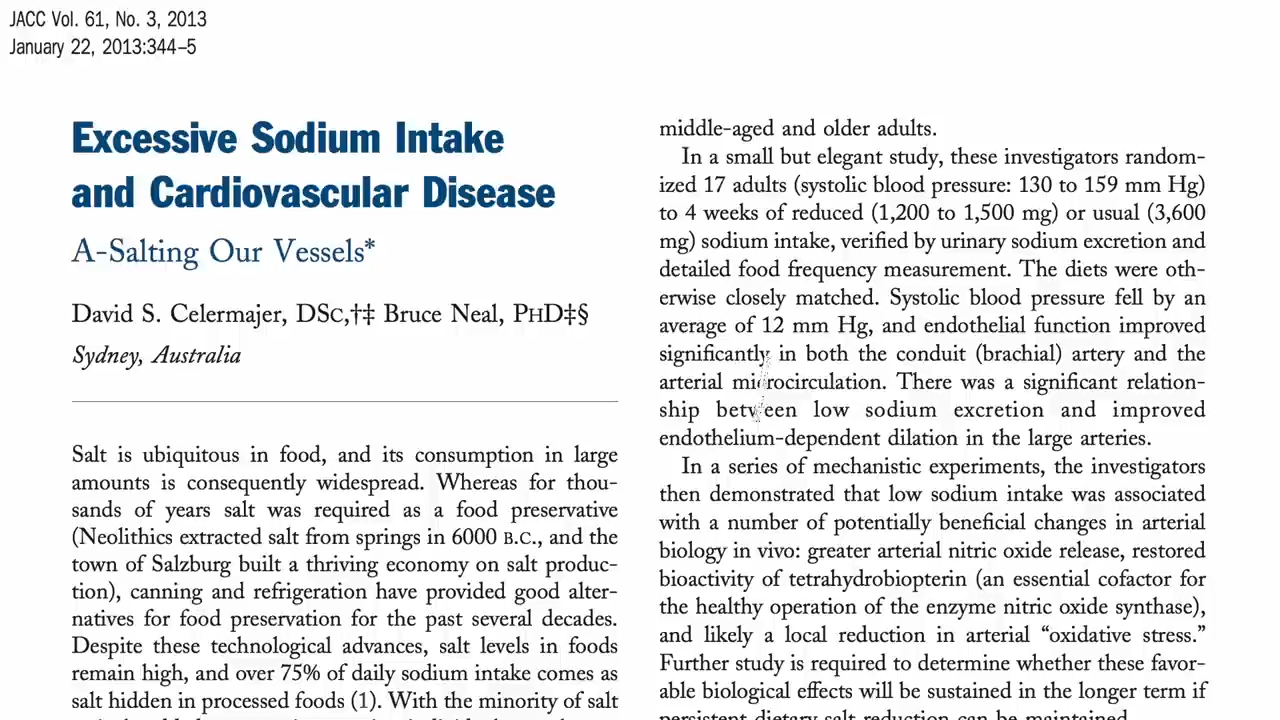 JACC Vol. 61, No. 3, 2013
January 22, 2013:344–5
Excessive Sodium Intake
and Cardiovascular Disease
A-Salting Our Vessels*
David S. Celermajer, DSc,†‡ Bruce Neal, PhD‡§
Sydney, Australia
Salt is ubiquitous in food, and its consumption in large
amounts is consequently widespread. Whereas for thou-
sands of years salt was required as a food preservative
(Neolithics extracted salt from springs in 6000 B.C., and the
town of Salzburg built a thriving economy on salt produc-
tion), canning and refrigeration have provided good alter-
natives for food preservation for the past several decades.
Despite these technological advances, salt levels in foods
remain high, and over 75% of daily sodium intake comes as
salt hidden in processed foods (1). With the minority of salt
middle-aged and older adults.
In a small but elegant study, these investigators random-
ized 17 adults (systolic blood pressure: 130 to 159 mm Hg)
to 4 weeks of reduced (1,200 to 1,500 mg) or usual (3,600
mg) sodium intake, verified by urinary sodium excretion and
detailed food frequency measurement. The diets were oth-
erwise closely matched. Systolic blood pressure fell by an
average of 12 mm Hg, and endothelial function improved
significantly in both the conduit (brachial) artery and the
arterial microcirculation. There was a significant relation-
ship between low sodium excretion and improved
endothelium-dependent dilation in the large arteries.
In a series of mechanistic experiments, the investigators
then demonstrated that low sodium intake was associated
with a number of potentially beneficial changes in arterial
biology in vivo: greater arterial nitric oxide release, restored
bioactivity of tetrahydrobiopterin (an essential cofactor for
the healthy operation of the enzyme nitric oxide synthase),
and likely a local reduction in arterial “oxidative stress.”
Further study is required to determine whether these favor-
able biological effects will be sustained in the longer term if
persistent dietary salt reduction can be maintained.